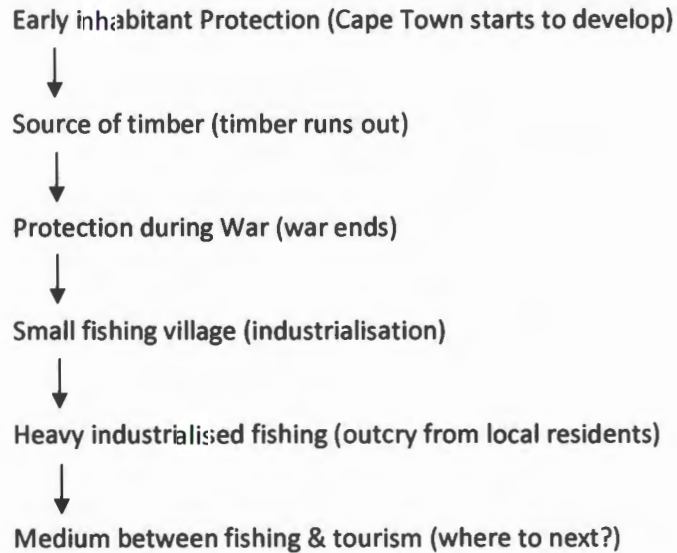 Early inhabitant Protection (Cape Town starts to develop)
Source of timber (timber runs out)
Protection during War (war ends)
Small fishing village (industrialisation)
Heavy industrialised fishing (outcry from local residents)
Medium between fishing & tourism (where to next?)